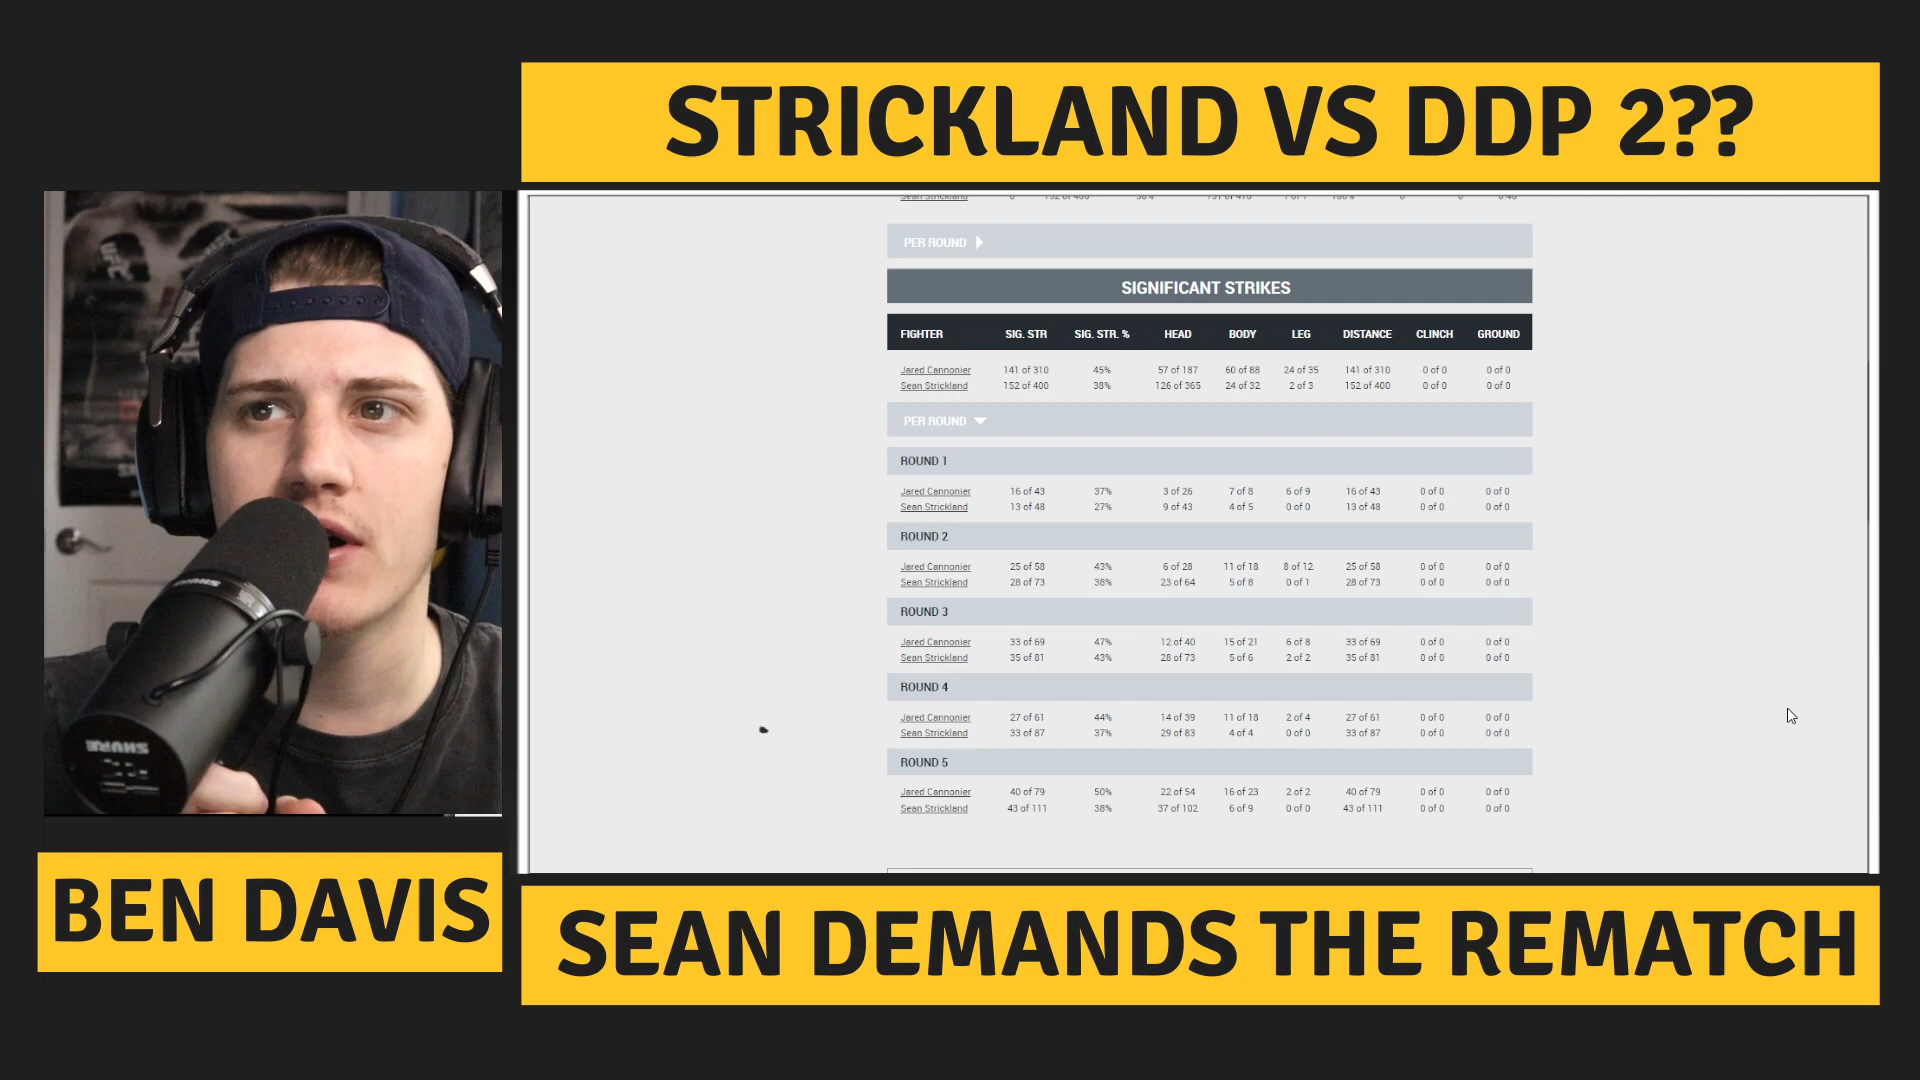 STRICKLAND VS DDP 2??
PER ROUND
SIGNIFICANT STRIKES
FIGHTER SIG. STR SIG. STR. % HEAD BODY LEG DISTANCE CLINCH GROUND
Jared Cannonier 141 of 310 45% 57 of 187 60 of 88 24 of 35 141 of 310 0 of 0 0 of 0
Sean Strickland 152 of 400 38% 126 of 365 24 of 32 2 of 3 152 of 400 0 of 0 0 of 0
PER ROUND
ROUND 1
Jared Cannonier 16 of 43 37% 3 of 26 7 of 8 6 of 9 16 of 43 0 of 0 0 of 0
Sean Strickland 13 of 48 27% 9 of 43 4 of 5 0 of 0 13 of 48 0 of 0 0 of 0
ROUND 2
Jared Cannonier 25 of 58 43% 6 of 28 11 of 18 8 of 12 25 of 58 0 of 0 0 of 0
Sean Strickland 28 of 73 38% 23 of 64 5 of 8 0 of 1 28 of 73 0 of 0 0 of 0
ROUND 3
Jared Cannonier 33 of 69 47% 12 of 40 15 of 21 6 of 8 33 of 69 0 of 0 0 of 0
Sean Strickland 35 of 81 43% 28 of 73 5 of 6 2 of 2 35 of 81 0 of 0 0 of 0
ROUND 4
Jared Cannonier 27 of 61 44% 14 of 39 11 of 18 2 of 4 27 of 61 0 of 0 0 of 0
Sean Strickland 33 of 87 37% 29 of 83 4 of 4 0 of 0 33 of 87 0 of 0 0 of 0
ROUND 5
Jared Cannonier 40 of 79 50% 22 of 54 16 of 23 2 of 2 40 of 79 0 of 0 0 of 0
Sean Strickland 43 of 111 38% 37 of 102 6 of 9 0 of 0 43 of 111 0 of 0 0 of 0
SHURE
BEN DAVIS
SEAN DEMANDS THE REMATCH